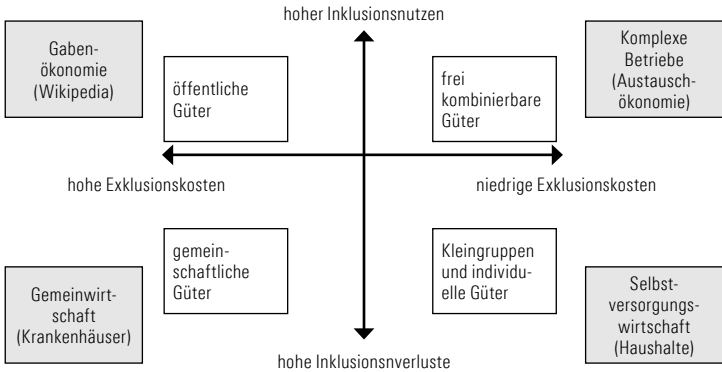 hoher Inklusionsnutzen
Gaben-
ökonomie
(Wikipedia)
öffentliche
Güter
frei
kombinierbare
Güter
Komplexe
Betriebe
(Austausch-
ökonomie)
hohe Exklusionskosten
niedrige Exklusionskosten
Gemeinwirt-
schaft
(Krankenhäuser)
gemein-
schaftliche
Güter
Kleingruppen
und individu-
elle Güter
Selbst-
versorgungs-
wirtschaft
(Haushalte)
hohe Inklusionsnverluste